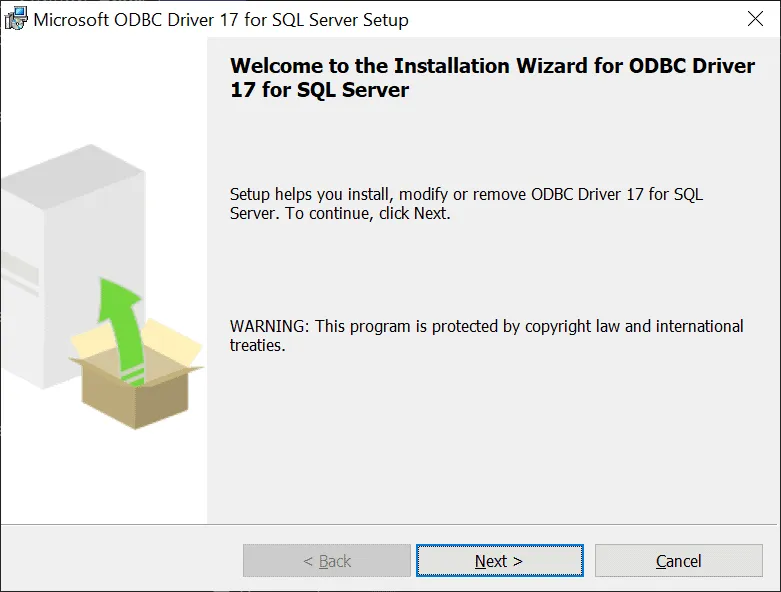 Microsoft ODBC Driver 17 for SQL Server Setup
Welcome to the Installation Wizard for ODBC Driver
17 for SQL Server
Setup helps you install, modify or remove ODBC Driver 17 for SQL
Server. To continue, click Next.
WARNING: This program is protected by copyright law and international
treaties.
< Back
Next >
Cancel